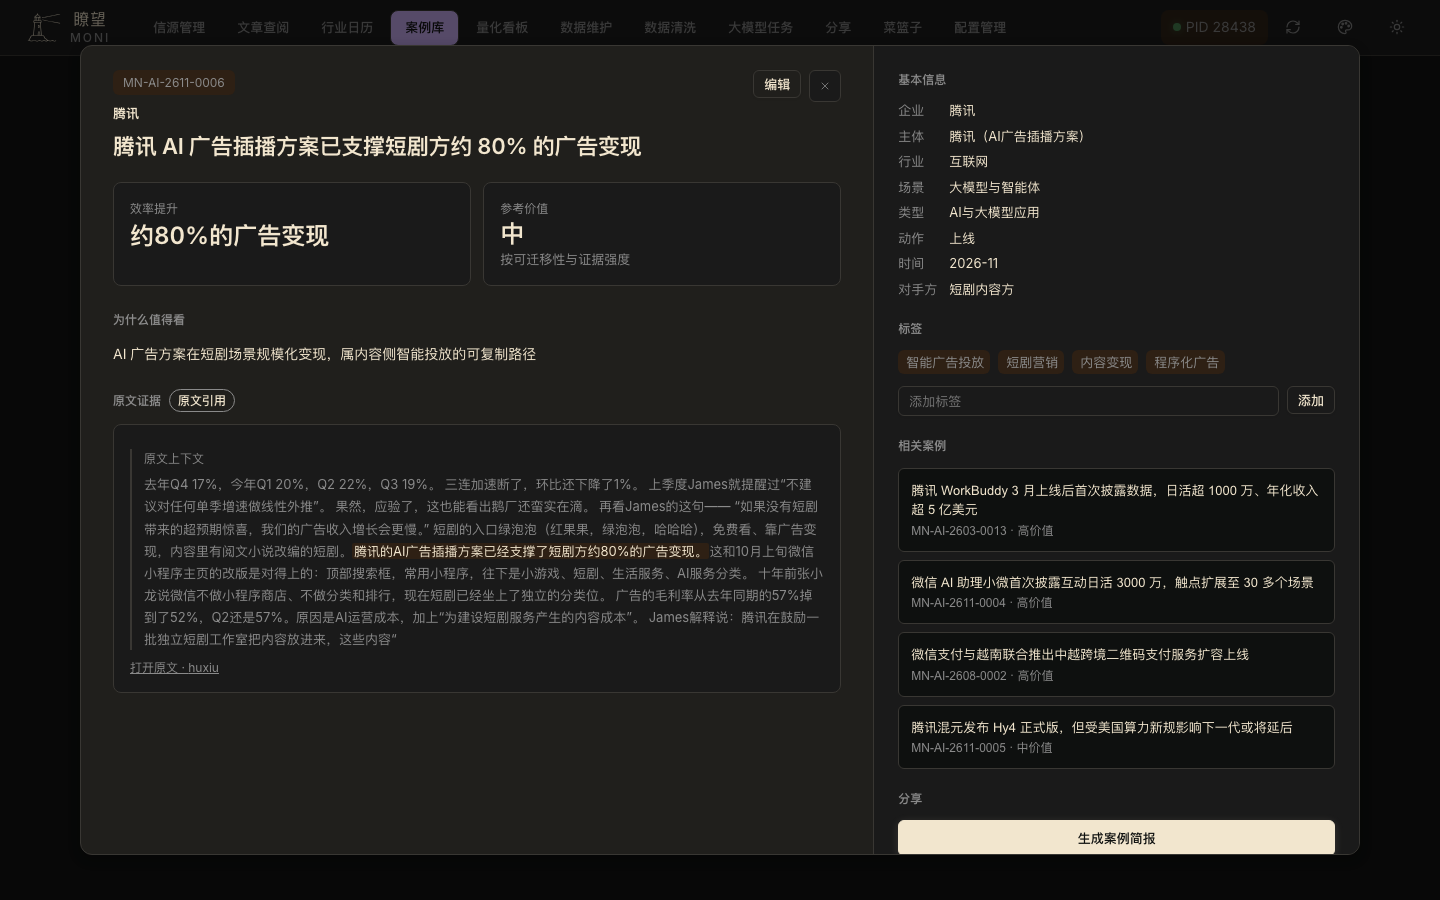 瞭望
MONI
信源管理
文章查阅
行业日历
案例库
量化看板
数据维护
数据清洗
大模型任务
分享
菜篮子
配置管理
PID 28438
MN-AI-2611-0006
编辑
×
腾讯
腾讯 AI 广告插播方案已支撑短剧方约 80% 的广告变现
效率提升
约80%的广告变现
参考价值
中
按可迁移性与证据强度
为什么值得看
AI 广告方案在短剧场景规模化变现，属内容侧智能投放的可复制路径
原文证据 原文引用
原文上下文
去年Q4 17%，今年Q1 20%，Q2 22%，Q3 19%。 三连加速断了，环比还下降了1%。 上季度James就提醒过“不建
议对任何单季增速做线性外推”。 果然，应验了，这也能看出鹅厂还蛮实在滴。 再看James的这句—— “如果没有短剧
带来的超预期惊喜，我们的广告收入增长会更慢。” 短剧的入口绿泡泡（红果果，绿泡泡，哈哈哈），免费看、靠广告变
现，内容里有阅文小说改编的短剧。腾讯的AI广告插播方案已经支撑了短剧方约80%的广告变现。这和10月上旬微信
小程序主页的改版是对得上的：顶部搜索框，常用小程序，往下是小游戏、短剧、生活服务、AI服务分类。 十年前张小
龙说微信不做小程序商店、不做分类和排行，现在短剧已经坐上了独立的分类位。 广告的毛利率从去年同期的57%掉
到了52%，Q2还是57%。原因是AI运营成本，加上“为建设短剧服务产生的内容成本”。 James解释说：腾讯在鼓励一
批独立短剧工作室把内容放进来，这些内容”
打开原文 · huxiu
基本信息
企业 腾讯
主体 腾讯（AI广告插播方案）
行业 互联网
场景 大模型与智能体
类型 AI与大模型应用
动作 上线
时间 2026-11
对手方 短剧内容方
标签
智能广告投放 短剧营销 内容变现 程序化广告
添加标签 添加
相关案例
腾讯 WorkBuddy 3 月上线后首次披露数据，日活超 1000 万、年化收入
超 5 亿美元
MN-AI-2603-0013 · 高价值
微信 AI 助理小微首次披露互动日活 3000 万，触点扩展至 30 多个场景
MN-AI-2611-0004 · 高价值
微信支付与越南联合推出中越跨境二维码支付服务扩容上线
MN-AI-2608-0002 · 高价值
腾讯混元发布 Hy4 正式版，但受美国算力新规影响下一代或将延后
MN-AI-2611-0005 · 中价值
分享
生成案例简报